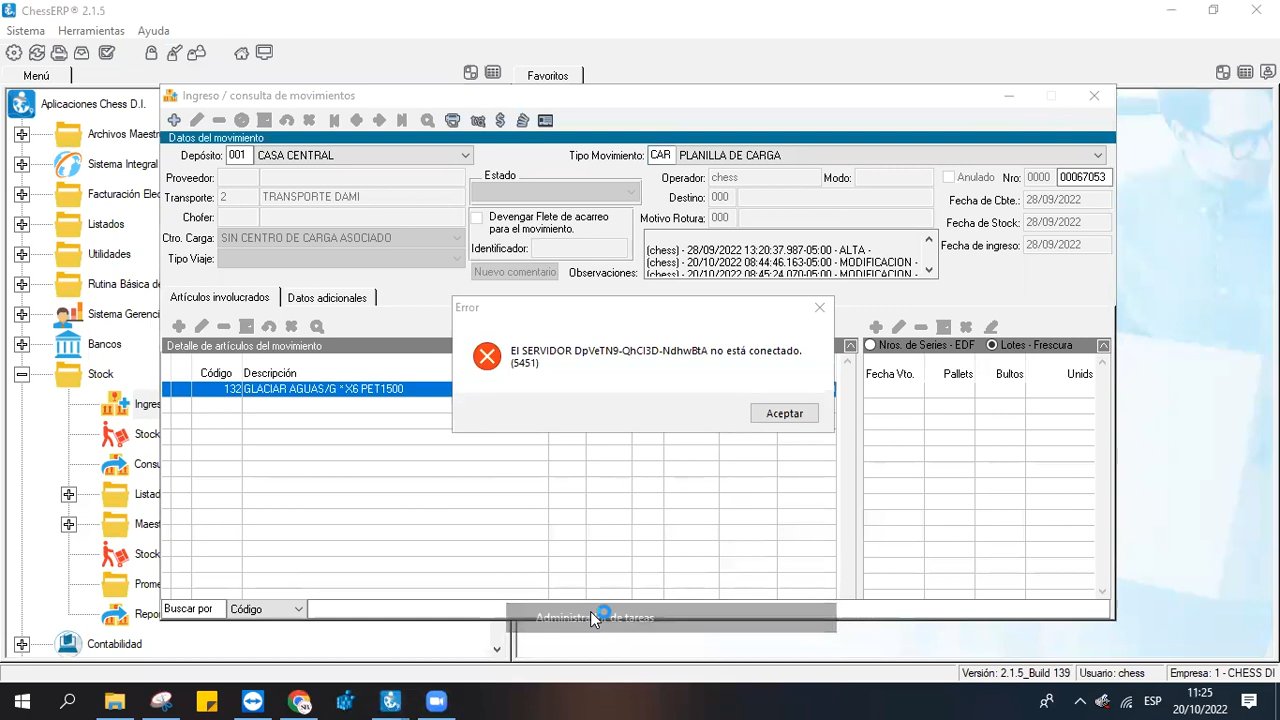 ChessERP® 2.1.5
Sistema Herramientas Ayuda
Menú Favoritos
Aplicaciones Chess D.I.
Archivos Maestr
Sistema Integral
Facturación Elec
Listados
Utilidades
Rutina Básica de
Sistema Gerenci
Bancos
Stock
Ingres
Stock
Consu
Listad
Maest
Stock
Prome
Repor
Contabilidad
Ingreso / consulta de movimientos
Datos del movimiento
Depósito: 001 CASA CENTRAL Tipo Movimiento: CAR PLANILLA DE CARGA
Proveedor: Estado Operador: chess Modo: Anulado Nro: 0000 00067053
Transporte: 2 TRANSPORTE DAMI Destino: 000 Fecha de Cbte.: 28/09/2022
Chofer: Devengar Flete de acarreo para el movimiento. Motivo Rotura: 000 Fecha de Stock: 28/09/2022
Ctro. Carga: SIN CENTRO DE CARGA ASOCIADO Fecha de ingreso: 28/09/2022
Tipo Viaje: Identificador:
Nuevo comentario Observaciones:
(chess) - 28/09/2022 13:30:37.987-05:00 - ALTA -
(chess) - 20/10/2022 08:44:46.163-05:00 - MODIFICACION -
Artículos involucrados Datos adicionales
Detalle de artículos del movimiento Nros. de Series - EDF Lotes - Frescura
Código Descripción Fecha Vto. Pallets Bultos Unids
132 GLACIAR AGUAS/G *X6 PET1500
Error
El SERVIDOR DpVeTN9-QhCl3D-NdhwBtA no está conectado.
(5451)
Aceptar
Buscar por Código
Versión: 2.1.5_Build 139 Usuario: chess Empresa: 1 - CHESS DI
ESP 11:25
20/10/2022